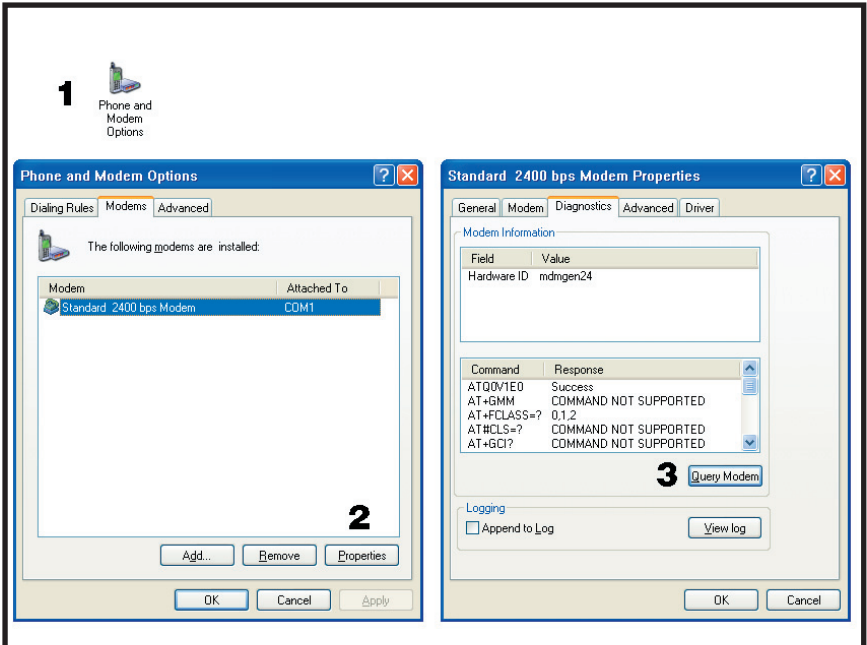 1
Phone and
Modem
Options
Phone and Modem Options
Dialing Rules Modems Advanced
The following modems are installed:
Modem Attached To
Standard 2400 bps Modem COM1
2
Add... Remove Properties
OK Cancel Apply
Standard 2400 bps Modem Properties
General Modem Diagnostics Advanced Driver
Modem Information
Field Value
Hardware ID mdmgen24
Command Response
ATQ0V1E0 Success
AT+GMM COMMAND NOT SUPPORTED
AT+FCLASS=? 0,1,2
AT#CLS=? COMMAND NOT SUPPORTED
AT+GCI? COMMAND NOT SUPPORTED
3 Query Modem
Logging
Append to Log View log
OK Cancel